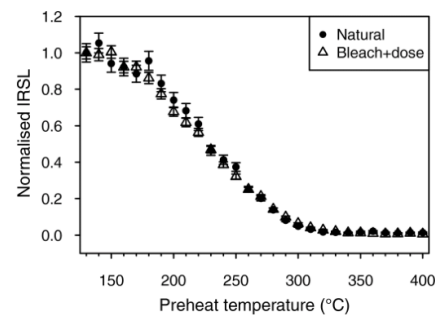 1.2
1.0
0.8
0.6
0.4
0.2
0.0
Normalised IRSL
Natural
Bleach+dose
150 200 250 300 350 400
Preheat temperature (°C)